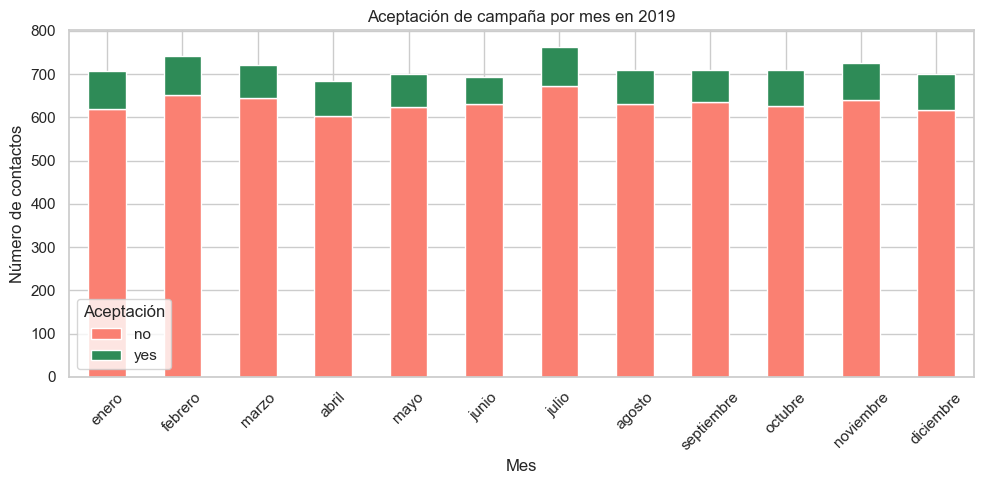 Aceptación de campaña por mes en 2019
Número de contactos
800
700
600
500
400
300
200
100
0
Aceptación
no
yes
enero
febrero
marzo
abril
mayo
junio
julio
agosto
septiembre
octubre
noviembre
diciembre
Mes